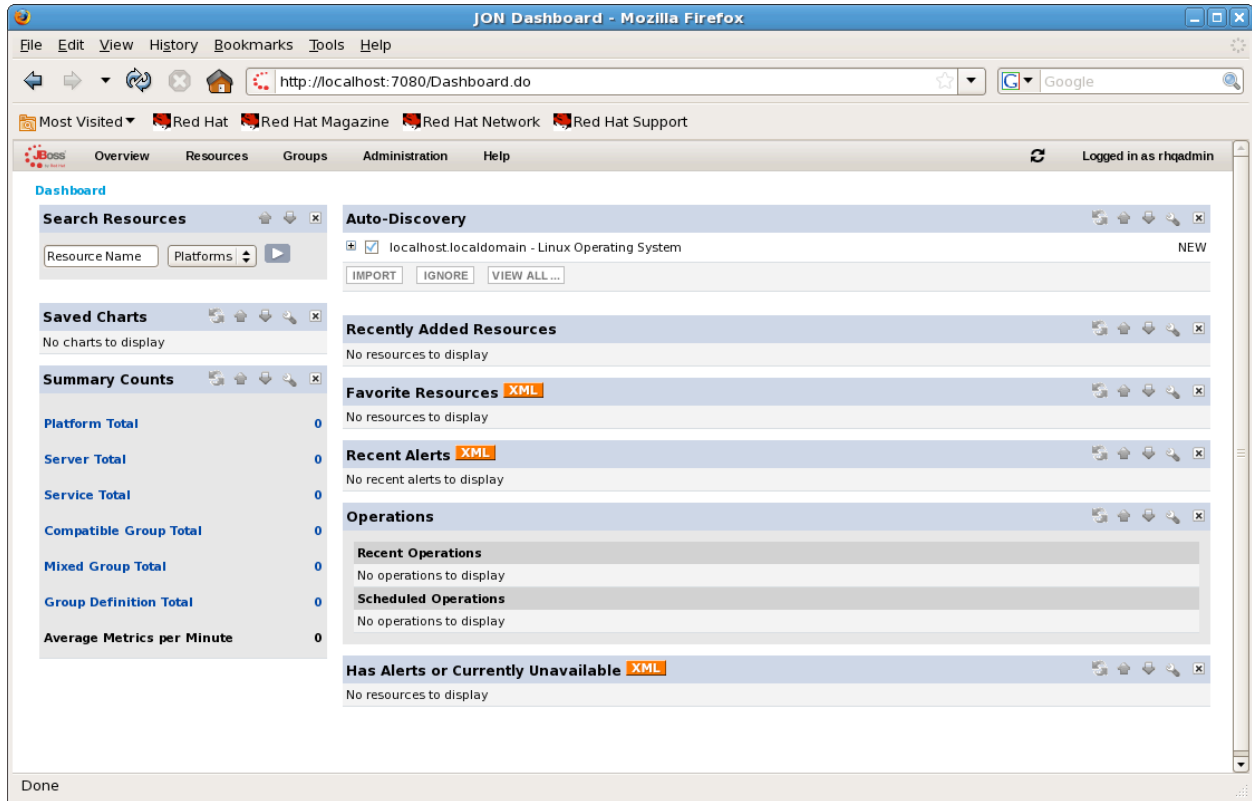 JON Dashboard - Mozilla Firefox
File Edit View History Bookmarks Tools Help
http://localhost:7080/Dashboard.do
G Google
Most Visited Red Hat Red Hat Magazine Red Hat Network Red Hat Support
JBoss Overview Resources Groups Administration Help Logged in as rhqadmin
Dashboard
Search Resources
Resource Name Platforms
Saved Charts
No charts to display
Summary Counts
Platform Total 0
Server Total 0
Service Total 0
Compatible Group Total 0
Mixed Group Total 0
Group Definition Total 0
Average Metrics per Minute 0
Auto-Discovery
localhost.localdomain - Linux Operating System NEW
IMPORT IGNORE VIEW ALL ...
Recently Added Resources
No resources to display
Favorite Resources XML
No resources to display
Recent Alerts XML
No recent alerts to display
Operations
Recent Operations
No operations to display
Scheduled Operations
No operations to display
Has Alerts or Currently Unavailable XML
No resources to display
Done